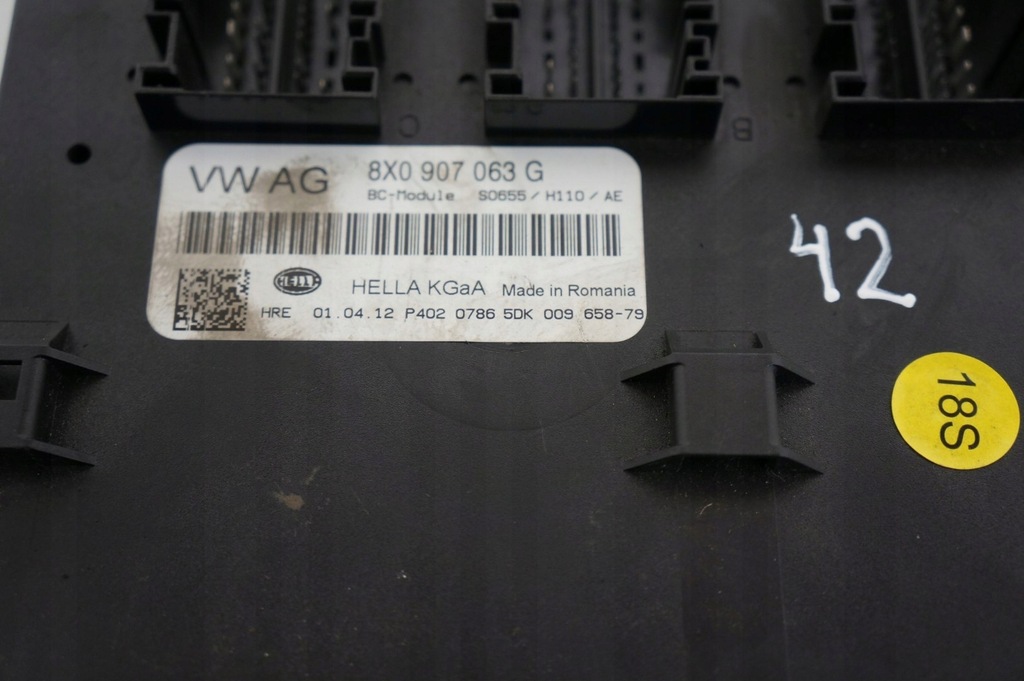 C
B
VW AG 8X0 907 063 G
BC-Module S0655 / H110 / AE
HELLA
HELLA KGaA Made in Romania
HRE 01.04.12 P402 0786 5DK 009 658-79
42
18S